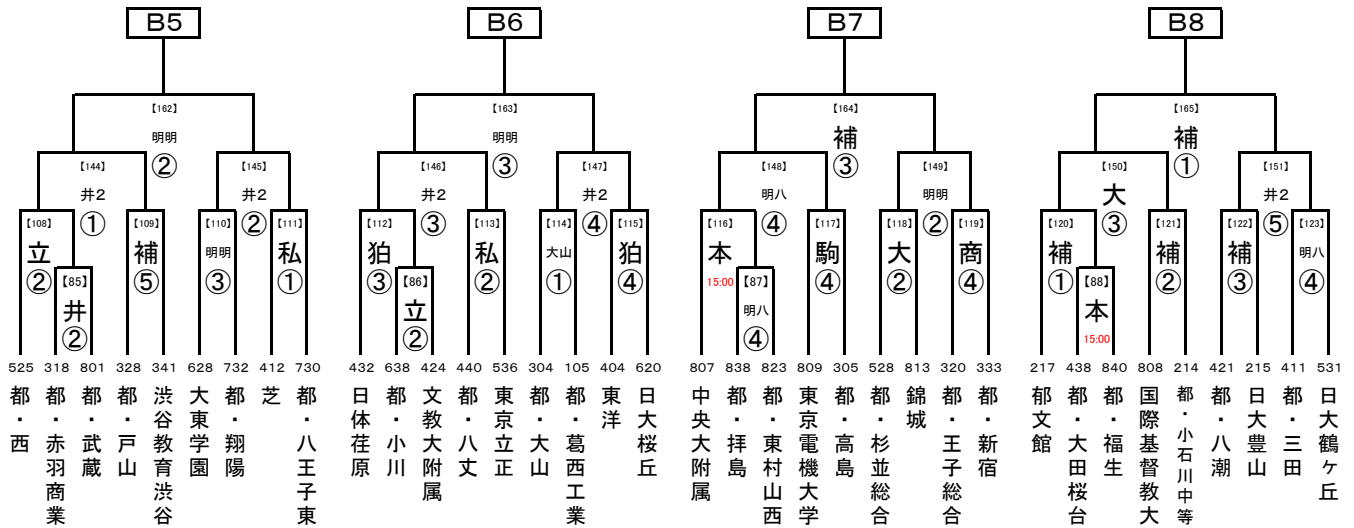 B5
B6
B7
B8
【162】
【163】
【164】
【165】
明明
明明
補
補
②
③
③
①
【144】
【145】
【146】
【147】
【148】
【149】
【150】
【151】
井2
井2
井2
井2
明八
明明
大
井2
①
②
③
④
④
②
③
⑤
【108】
【109】
【110】
【111】
【112】
【113】
【114】
【115】
【116】
【117】
【118】
【119】
【120】
【121】
【122】
【123】
立
補
明明
私
狛
私
大山
狛
本
駒
大
商
補
補
補
明八
②
⑤
③
①
③
②
①
④
15:00
④
②
④
①
②
③
④
【85】
【86】
【87】
【88】
井
立
明八
本
②
②
④
15:00
525
318
801
328
341
628
732
412
730
432
638
424
440
536
304
105
404
620
807
838
823
809
305
528
813
320
333
217
438
840
808
214
421
215
411
531
都・西
都・赤羽商業
都・武蔵
都・戸山
渋谷教育渋谷
大東学園
都・翔陽
芝
都・八王子東
日体荏原
都・小川
文教大附属
都・八丈
東京立正
都・大山
都・葛西工業
東洋
日大桜丘
中央大附属
都・拝島
都・東村山西
東京電機大学
都・高島
都・杉並総合
錦城
都・王子総合
都・新宿
郁文館
都・大田桜台
都・福生
国際基督教大
都・小石川中等
都・八潮
日大豊山
都・三田
日大鶴ヶ丘